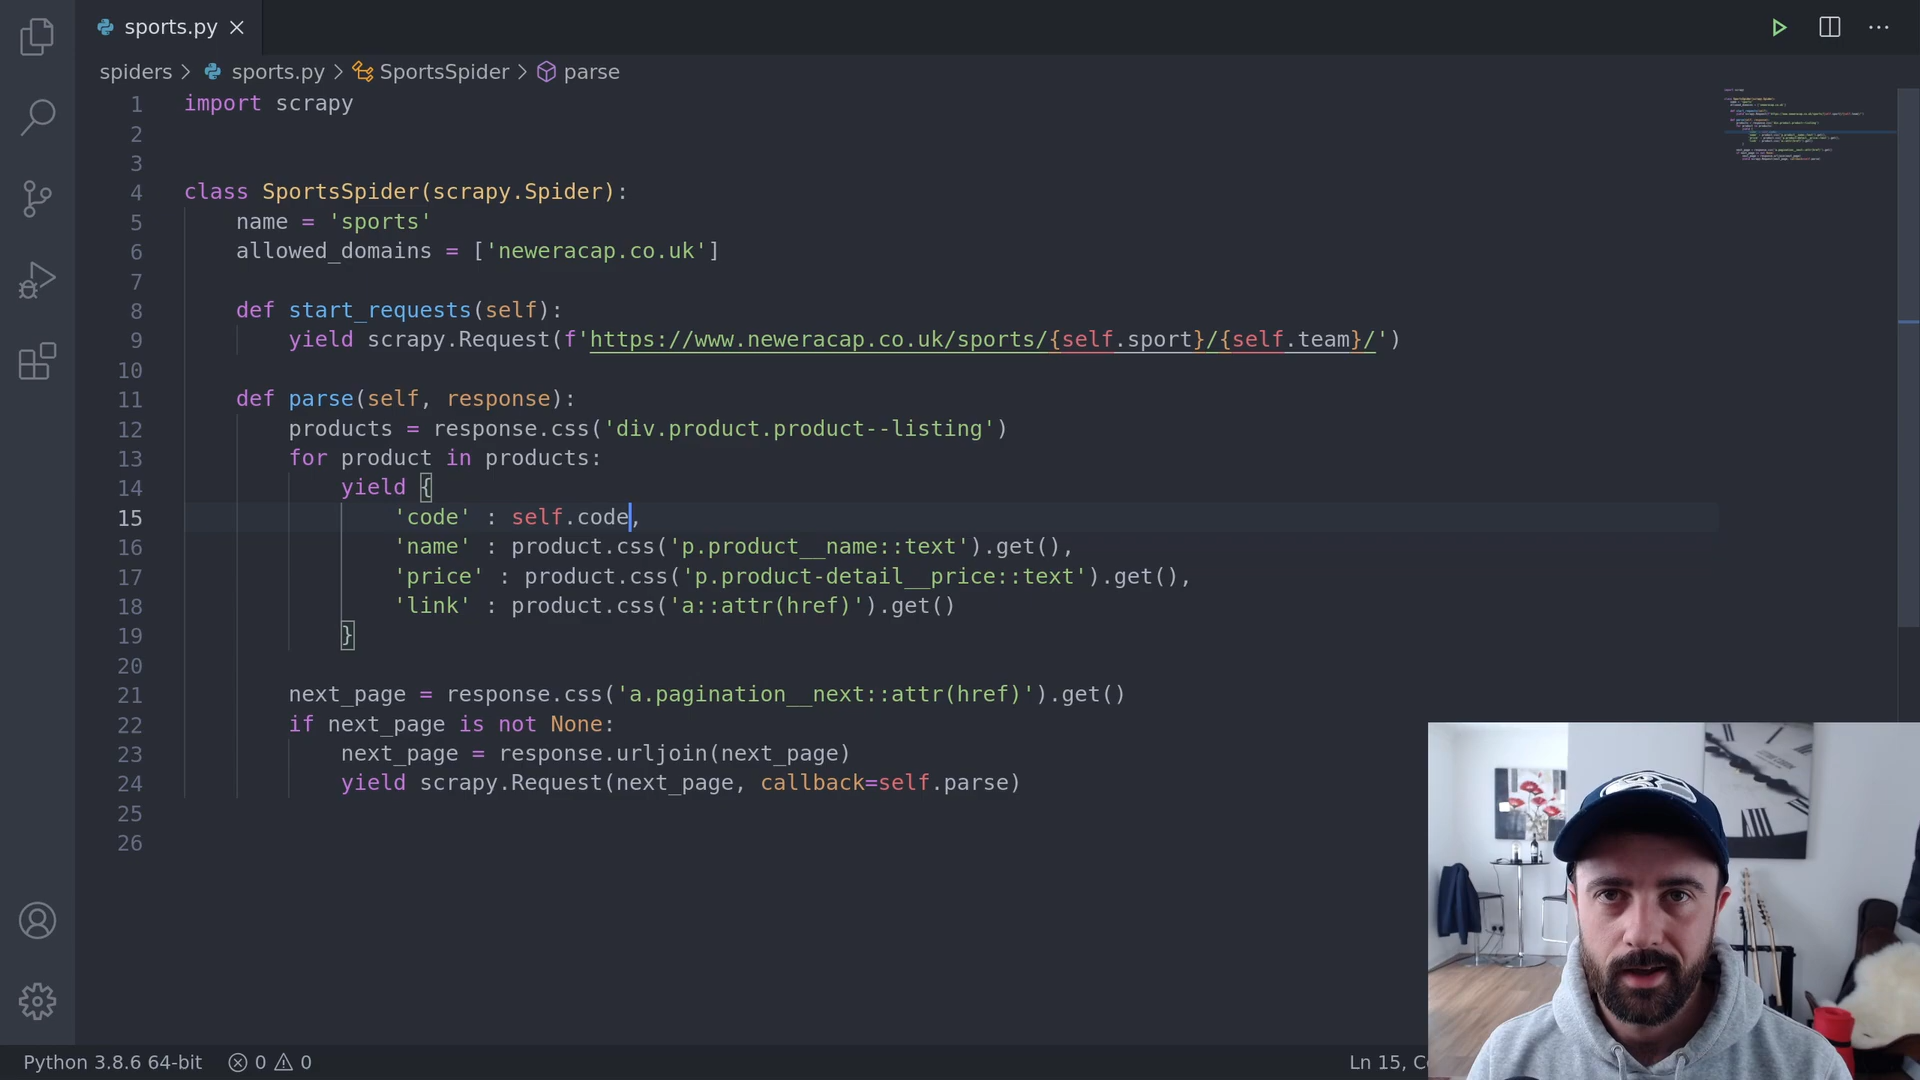 sports.py
spiders > sports.py > SportsSpider > parse
1 import scrapy
2
3
4 class SportsSpider(scrapy.Spider):
5 name = 'sports'
6 allowed_domains = ['neweracap.co.uk']
7
8 def start_requests(self):
9 yield scrapy.Request(f'https://www.neweracap.co.uk/sports/{self.sport}/{self.team}/')
10
11 def parse(self, response):
12 products = response.css('div.product.product--listing')
13 for product in products:
14 yield {
15 'code' : self.code,
16 'name' : product.css('p.product__name::text').get(),
17 'price' : product.css('p.product-detail__price::text').get(),
18 'link' : product.css('a::attr(href)').get()
19 }
20
21 next_page = response.css('a.pagination__next::attr(href)').get()
22 if next_page is not None:
23 next_page = response.urljoin(next_page)
24 yield scrapy.Request(next_page, callback=self.parse)
25
26
Python 3.8.6 64-bit 0 0 Ln 15, C